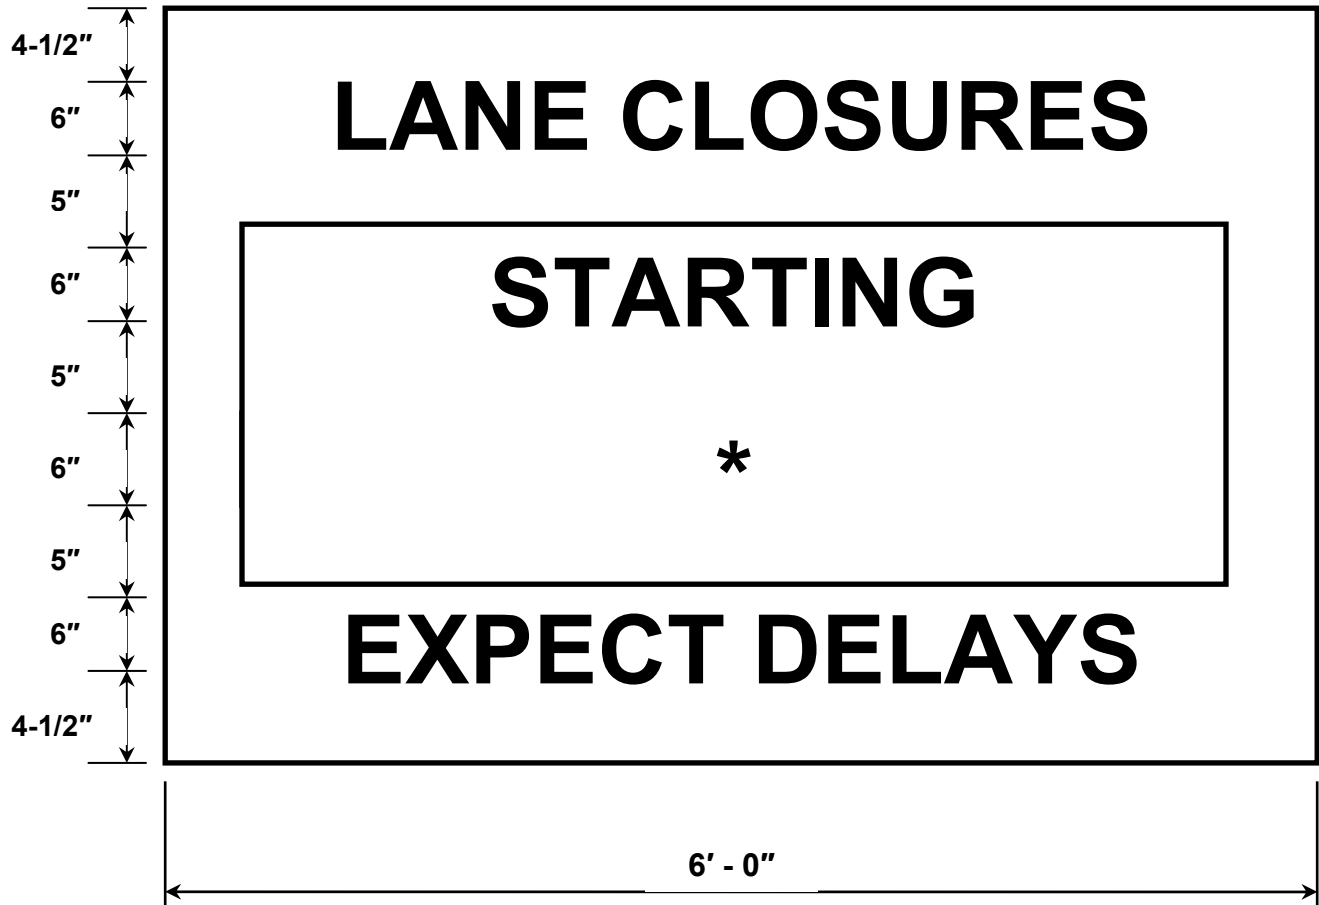 4-1/2″
LANE CLOSURES
6″
5″
6″
STARTING
5″
6″
*
5″
6″
EXPECT DELAYS
4-1/2″
6′ - 0″